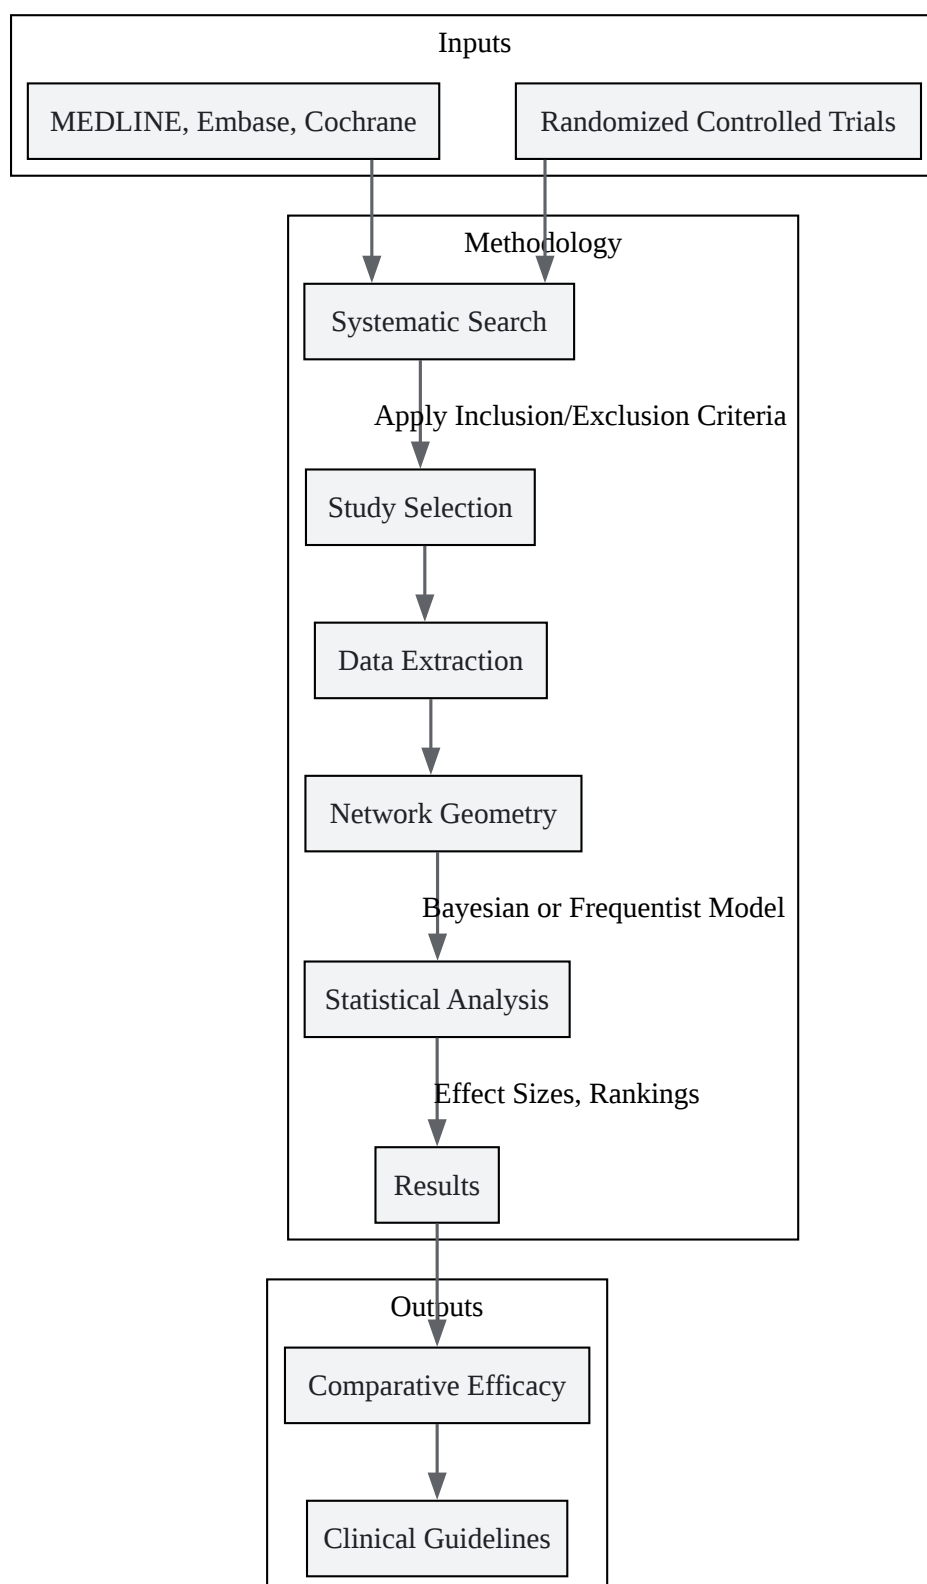 Inputs
MEDLINE, Embase, Cochrane
Randomized Controlled Trials
Methodology
Systematic Search
Apply Inclusion/Exclusion Criteria
Study Selection
Data Extraction
Network Geometry
Bayesian or Frequentist Model
Statistical Analysis
Effect Sizes, Rankings
Results
Outputs
Comparative Efficacy
Clinical Guidelines